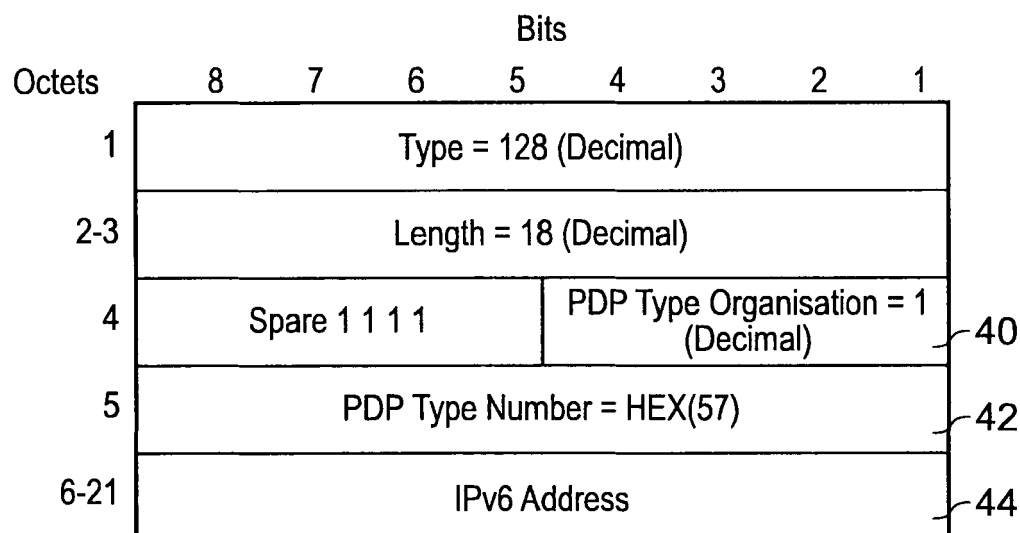 Bits
Octets 8 7 6 5 4 3 2 1
1 Type = 128 (Decimal)
2-3 Length = 18 (Decimal)
4 Spare 1 1 1 1 PDP Type Organisation = 1
(Decimal) 40
5 PDP Type Number = HEX(57) 42
6-21 IPv6 Address 44